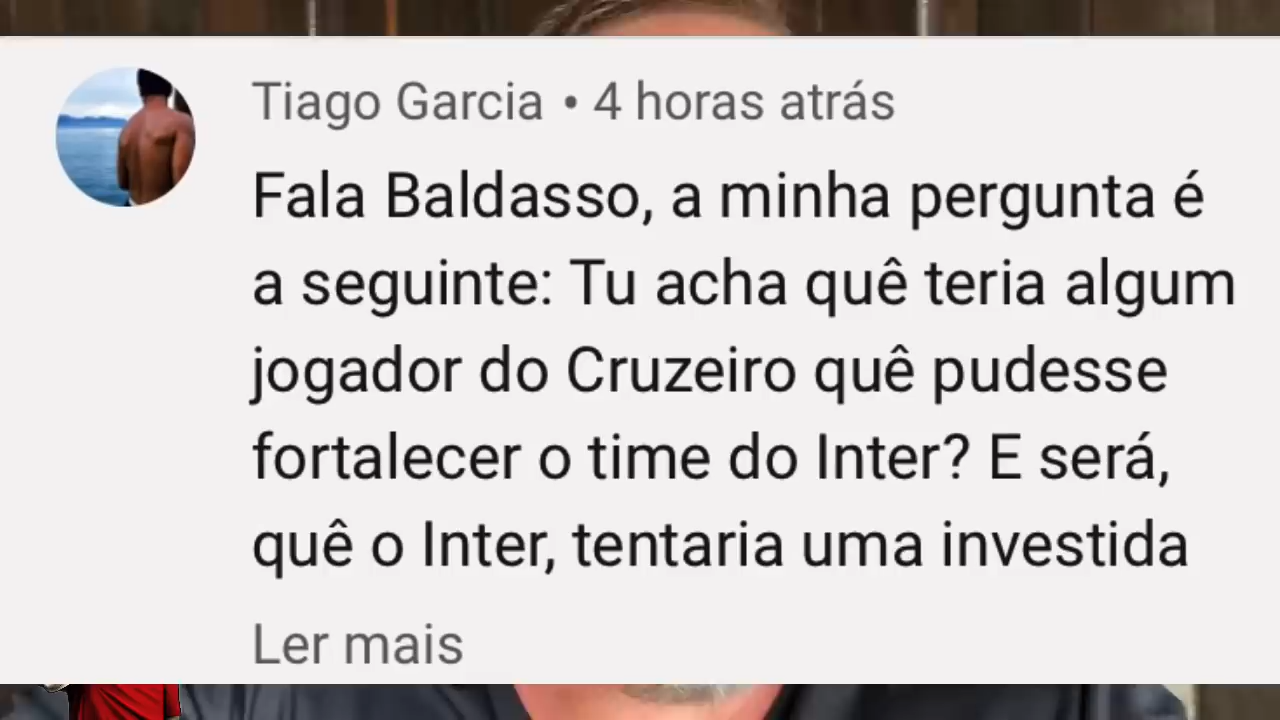 Tiago Garcia • 4 horas atrás
Fala Baldasso, a minha pergunta é
a seguinte: Tu acha quê teria algum
jogador do Cruzeiro quê pudesse
fortalecer o time do Inter? E será,
quê o Inter, tentaria uma investida
Ler mais